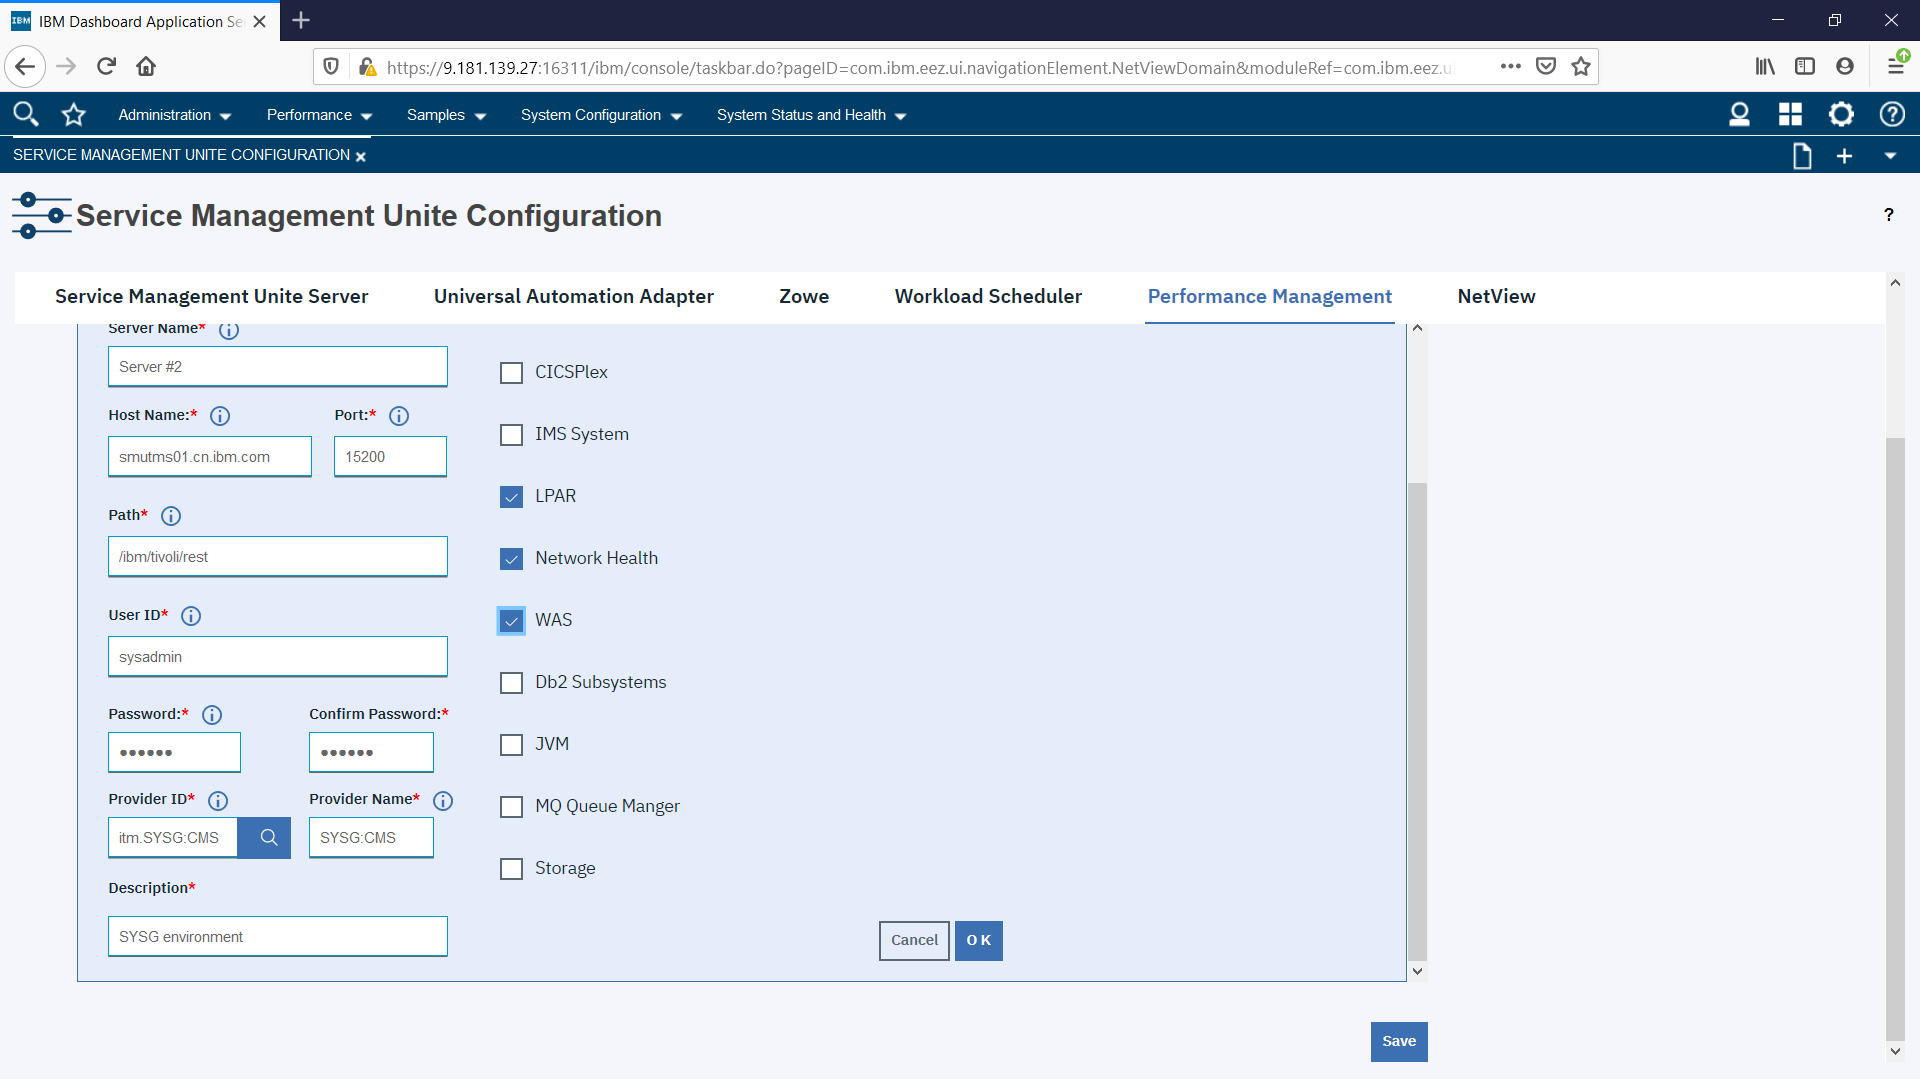 IBM Dashboard Application Se
https://9.181.139.27:16311/ibm/console/taskbar.do?pageID=com.ibm.eez.ui.navigationElement.NetViewDomain&moduleRef=com.ibm.eez.u
Administration Performance Samples System Configuration System Status and Health
SERVICE MANAGEMENT UNITE CONFIGURATION
Service Management Unite Configuration
?
Service Management Unite Server Universal Automation Adapter Zowe Workload Scheduler Performance Management NetView
Server Name*
Server #2
Host Name:* Port:*
smutms01.cn.ibm.com 15200
Path*
/ibm/tivoli/rest
User ID*
sysadmin
Password:* Confirm Password:*
•••••• ••••••
Provider ID* Provider Name*
itm.SYSG:CMS SYSG:CMS
Description*
SYSG environment
CICSPlex
IMS System
LPAR
Network Health
WAS
Db2 Subsystems
JVM
MQ Queue Manger
Storage
Cancel OK
Save